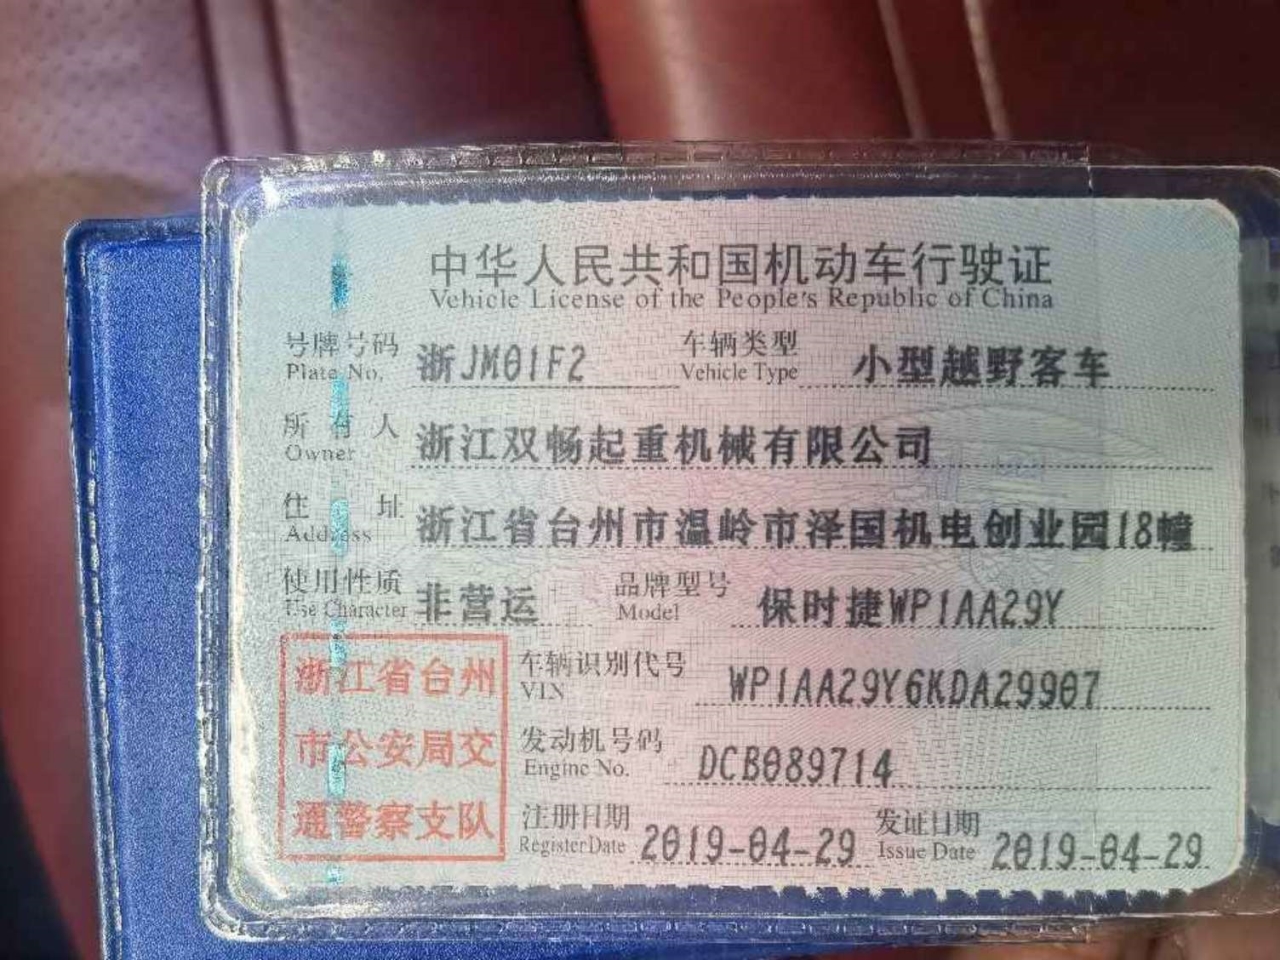 中华人民共和国机动车行驶证
Vehicle License of the People's Republic of China
号牌号码 浙JM01F2 车辆类型 小型越野客车
Plate No. Vehicle Type
所有人 浙江双畅起重机械有限公司
Owner
住址 浙江省台州市温岭市泽国机电创业园18幢
Address
使用性质 非营运 品牌型号 保时捷WP1AA29Y
Use Character Model
浙江省台州 车辆识别代号 WP1AA29Y6KDA29907
VIN
市公安局交 发动机号码 DCB089714
Engine No.
通警察支队 注册日期 2019-04-29 发证日期 2019-04-29
Register Date Issue Date